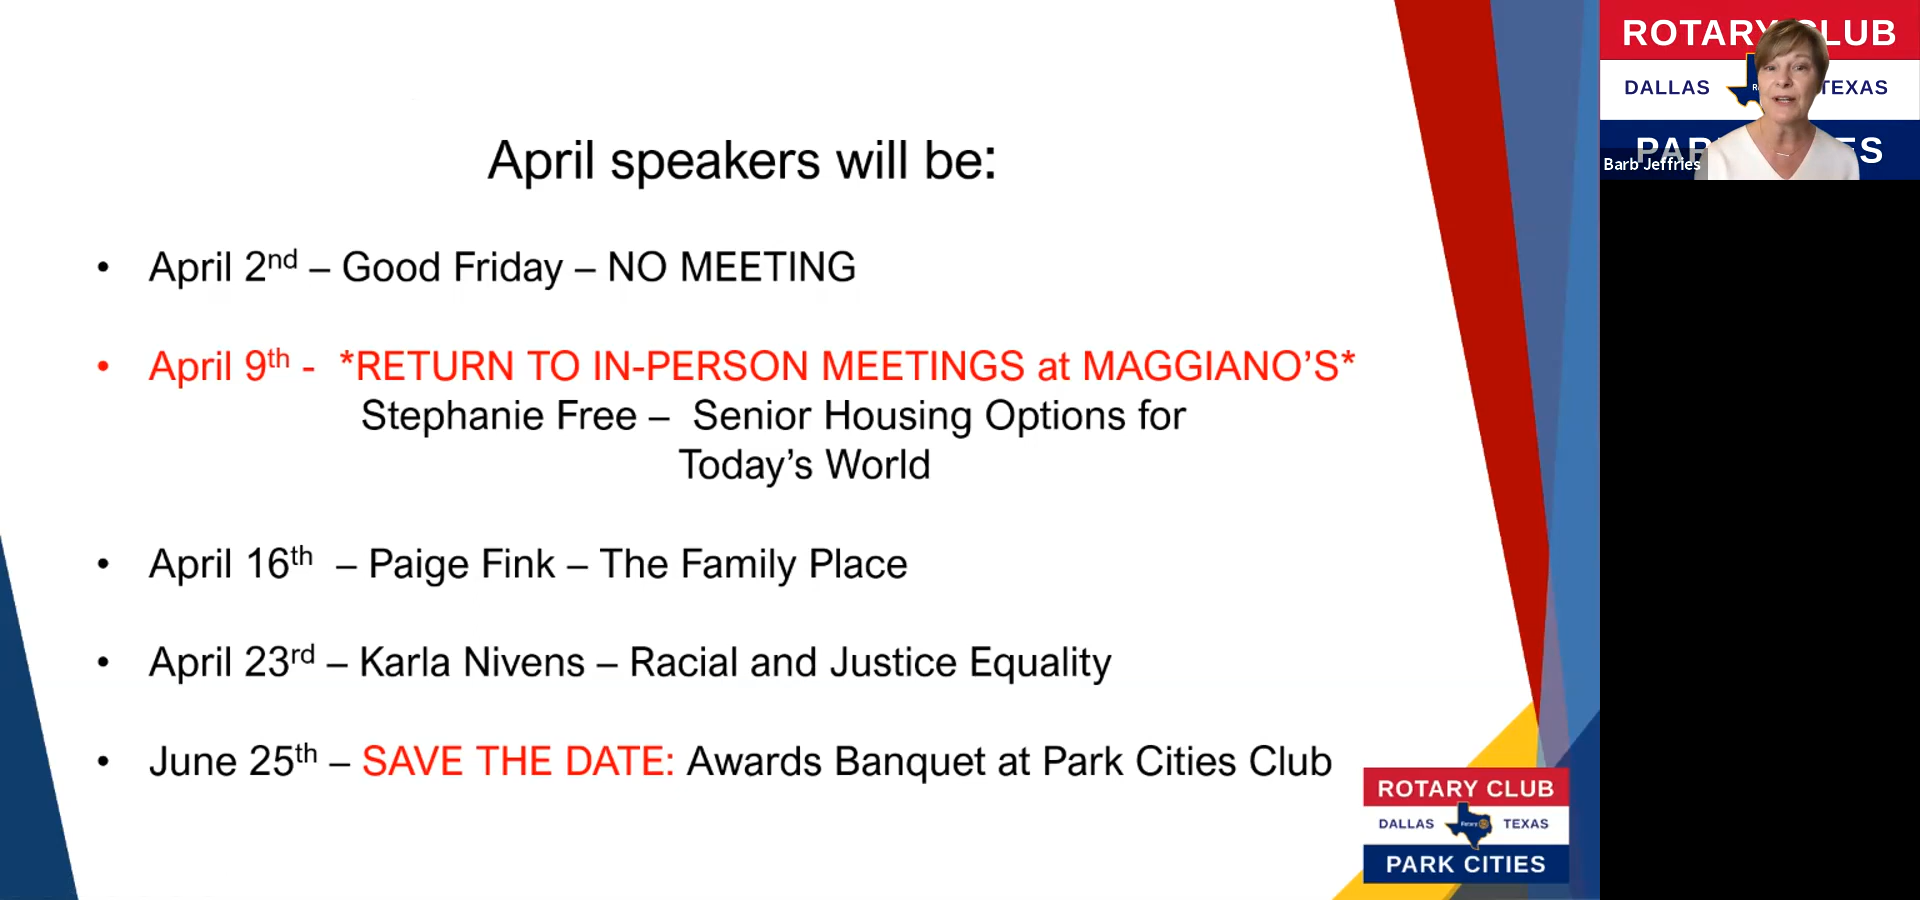 April speakers will be:
• April 2nd – Good Friday – NO MEETING
• April 9th - *RETURN TO IN-PERSON MEETINGS at MAGGIANO’S*
Stephanie Free – Senior Housing Options for
Today’s World
• April 16th – Paige Fink – The Family Place
• April 23rd – Karla Nivens – Racial and Justice Equality
• June 25th – SAVE THE DATE: Awards Banquet at Park Cities Club
ROTARY CLUB
DALLAS TEXAS
PARK CITIES
ROTARY CLUB
DALLAS TEXAS
Barb Jeffries